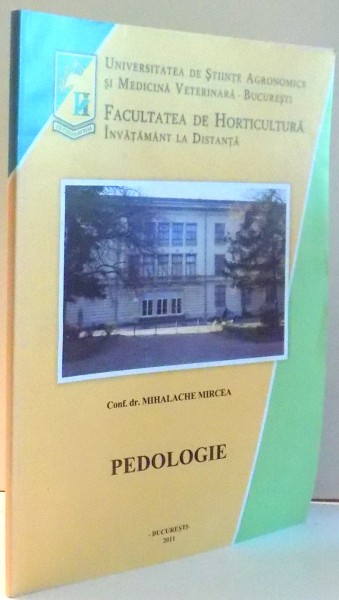 UNIVERSITATEA DE ȘTIINȚE AGRONOMICE
ȘI MEDICINĂ VETERINARĂ - BUCUREȘTI
FACULTATEA DE HORTICULTURĂ
ÎNVĂȚĂMÂNT LA DISTANȚĂ
Conf. dr. MIHALACHE MIRCEA
PEDOLOGIE
- BUCUREȘTI
2011